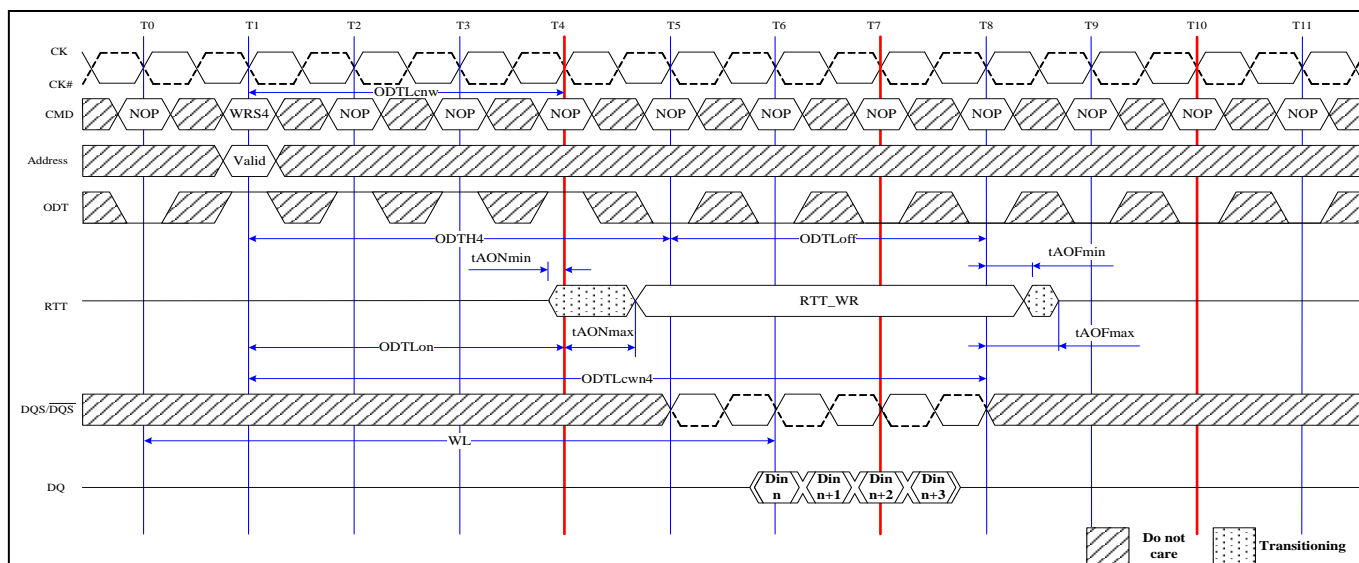 T0 T1 T2 T3 T4 T5 T6 T7 T8 T9 T10 T11
CK
CK#
ODTLcnw
CMD NOP WRS4 NOP NOP NOP NOP NOP NOP NOP NOP NOP NOP
Address Valid
ODT
ODTH4 ODTLoff
tAONmin tAOFmin
RTT RTT_WR
tAONmax tAOFmax
ODTLon
ODTLcwn4
DQS/DQS
WL
DQ Din n Din n+1 Din n+2 Din n+3
Do not care Transitioning